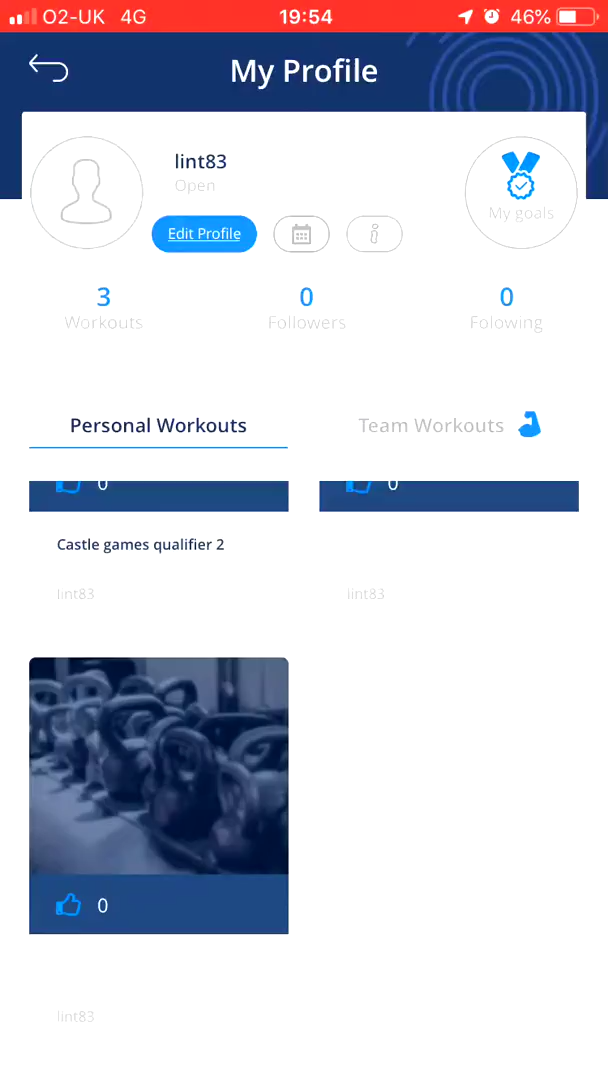 O2-UK 4G 19:54 46%
My Profile
lint83
Open
Edit Profile
My goals
3 0 0
Workouts Followers Folowing
Personal Workouts Team Workouts
0 0
Castle games qualifier 2
lint83 lint83
0
lint83